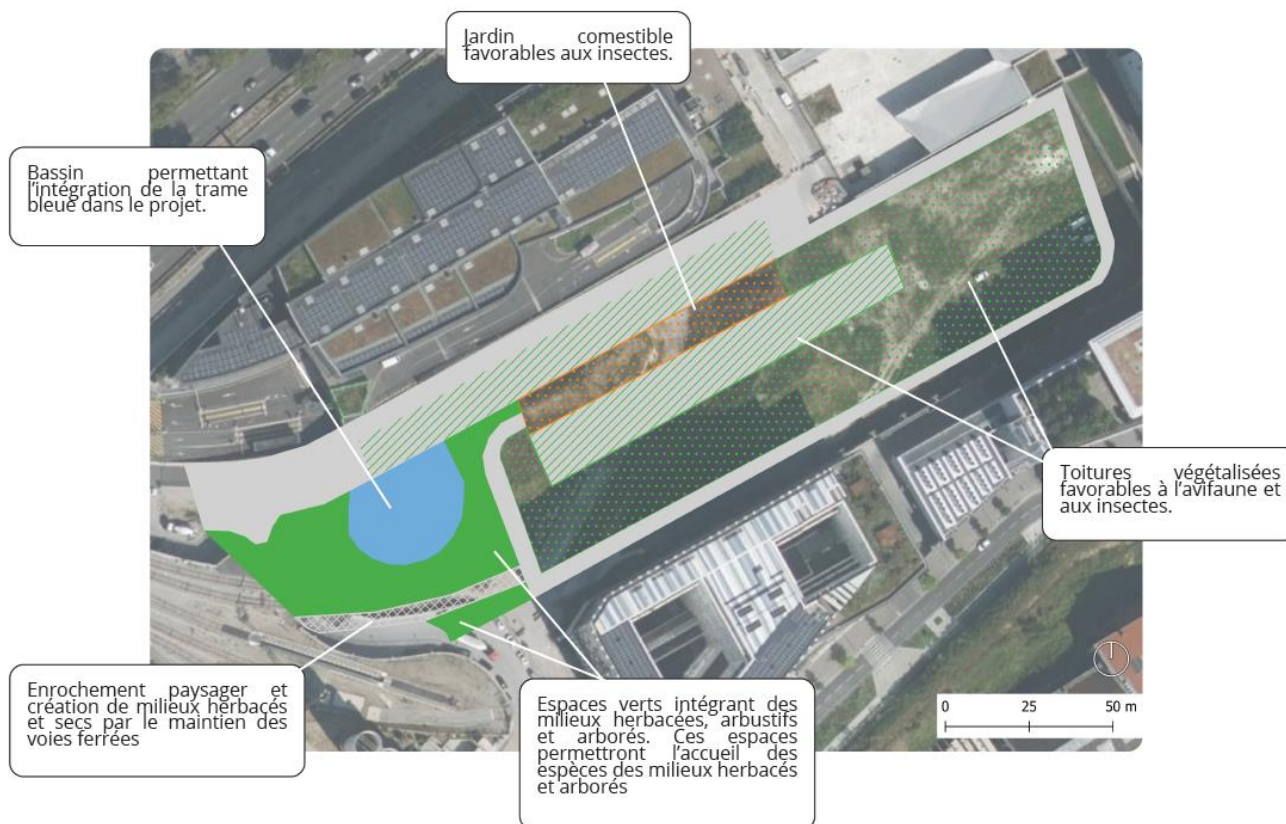 Jardin comestible
favorables aux insectes.
Bassin permettant
l'intégration de la trame
bleue dans le projet.
Toitures végétalisées
favorables à l'avifaune et
aux insectes.
Enrochement paysager et
création de milieux herbacés
et secs par le maintien des
voies ferrées
Espaces verts intégrant des
milieux herbacées, arbustifs
et arborés. Ces espaces
permettront l'accueil des
espèces des milieux herbacés
et arborés
0 25 50 m